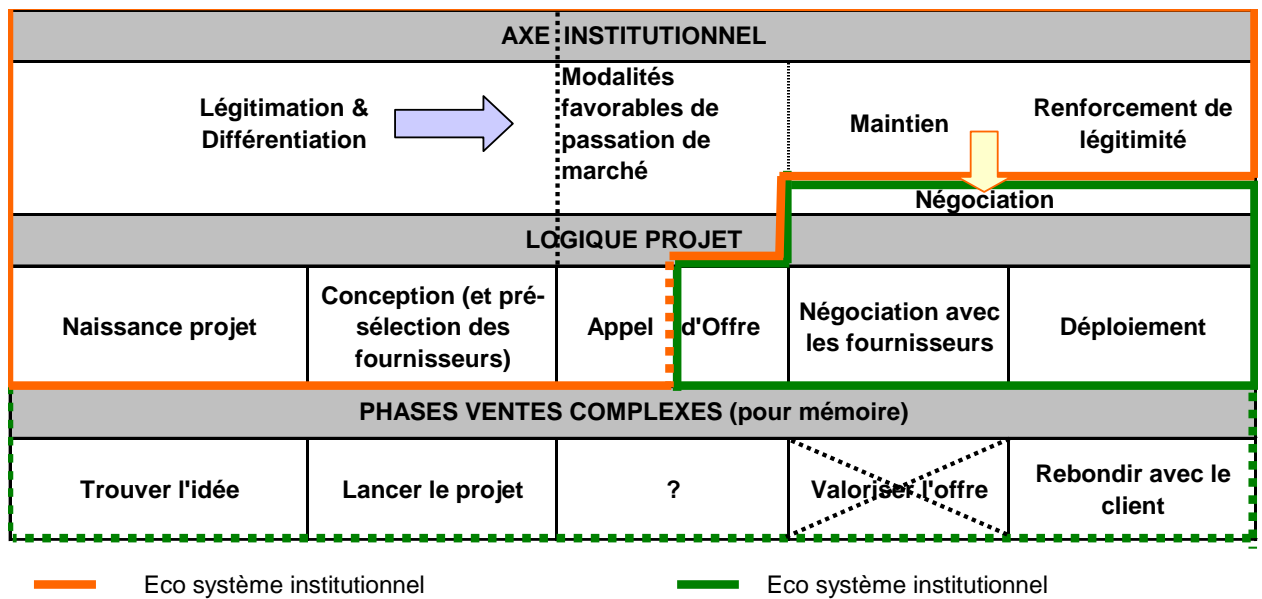 AXE INSTITUTIONNEL
Légitimation &
Différentiation
Modalités
favorables de
passation de
marché
Maintien
Renforcement de
légitimité
Négociation
LOGIQUE PROJET
Naissance projet
Conception (et pré-
sélection des
fournisseurs)
Appel d'Offre
Négociation avec
les fournisseurs
Déploiement
PHASES VENTES COMPLEXES (pour mémoire)
Trouver l'idée
Lancer le projet
?
Valoriser l'offre
Rebondir avec le
client
Eco système institutionnel
Eco système institutionnel